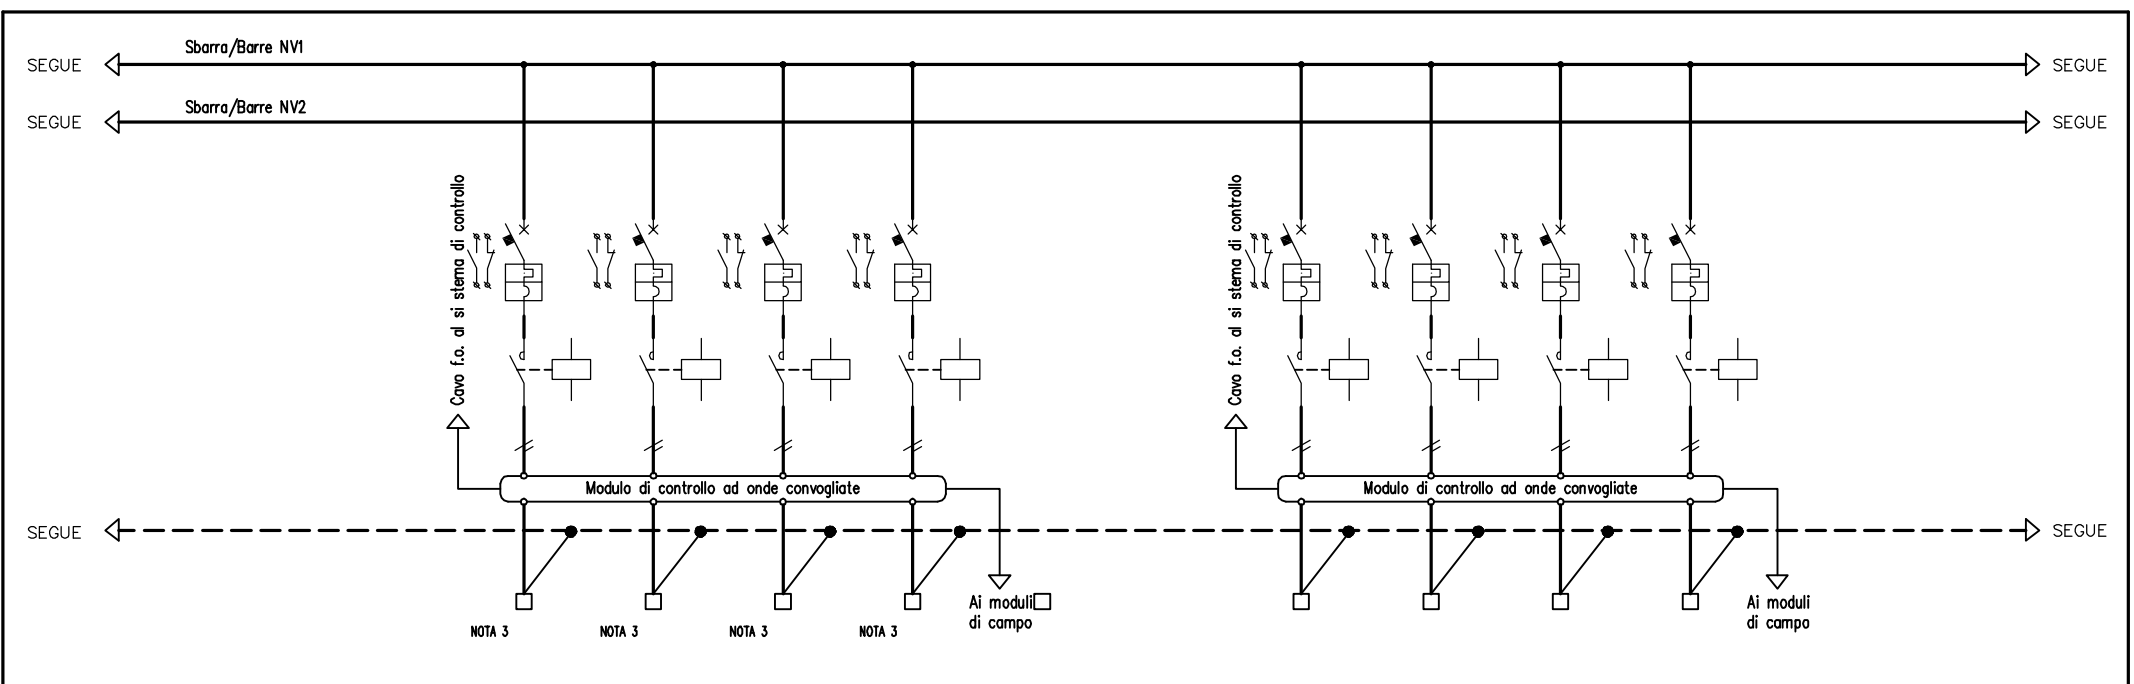 Sbarra/Barre NV1
SEGUE
SEGUE
Sbarra/Barre NV2
SEGUE
SEGUE
Cavo f.o. al si stema di controllo
Cavo f.o. al si stema di controllo
Modulo di controllo ad onde convogliate
Modulo di controllo ad onde convogliate
SEGUE
SEGUE
Ai moduli
di campo
Ai moduli
di campo
NOTA 3
NOTA 3
NOTA 3
NOTA 3